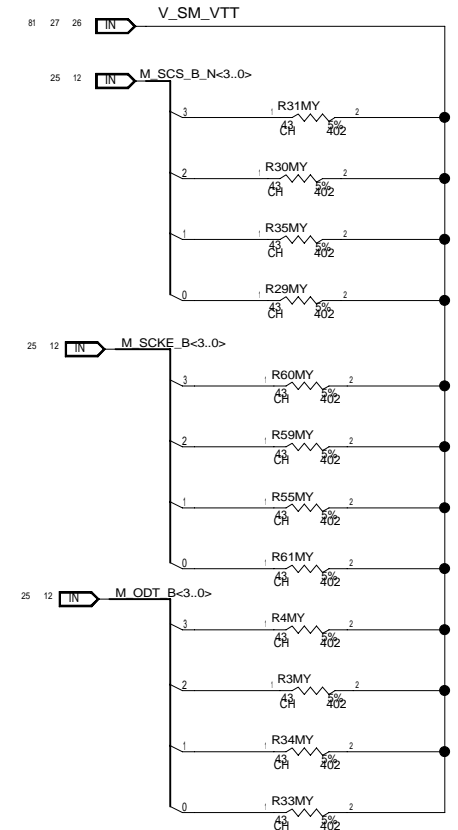 V_SM_VTT
81 27 26 IN
25 12 IN M_SCS_B_N<3..0>
3 1 R31MY 2
43 5%
CH 402
2 1 R30MY 2
43 5%
CH 402
1 1 R35MY 2
43 5%
CH 402
0 1 R29MY 2
43 5%
CH 402
25 12 IN M_SCKE_B<3..0>
3 1 R60MY 2
43 5%
CH 402
2 1 R59MY 2
43 5%
CH 402
1 1 R55MY 2
43 5%
CH 402
0 1 R61MY 2
43 5%
CH 402
25 12 IN M_ODT_B<3..0>
3 1 R4MY 2
43 5%
CH 402
2 1 R3MY 2
43 5%
CH 402
1 1 R34MY 2
43 5%
CH 402
0 1 R33MY 2
43 5%
CH 402